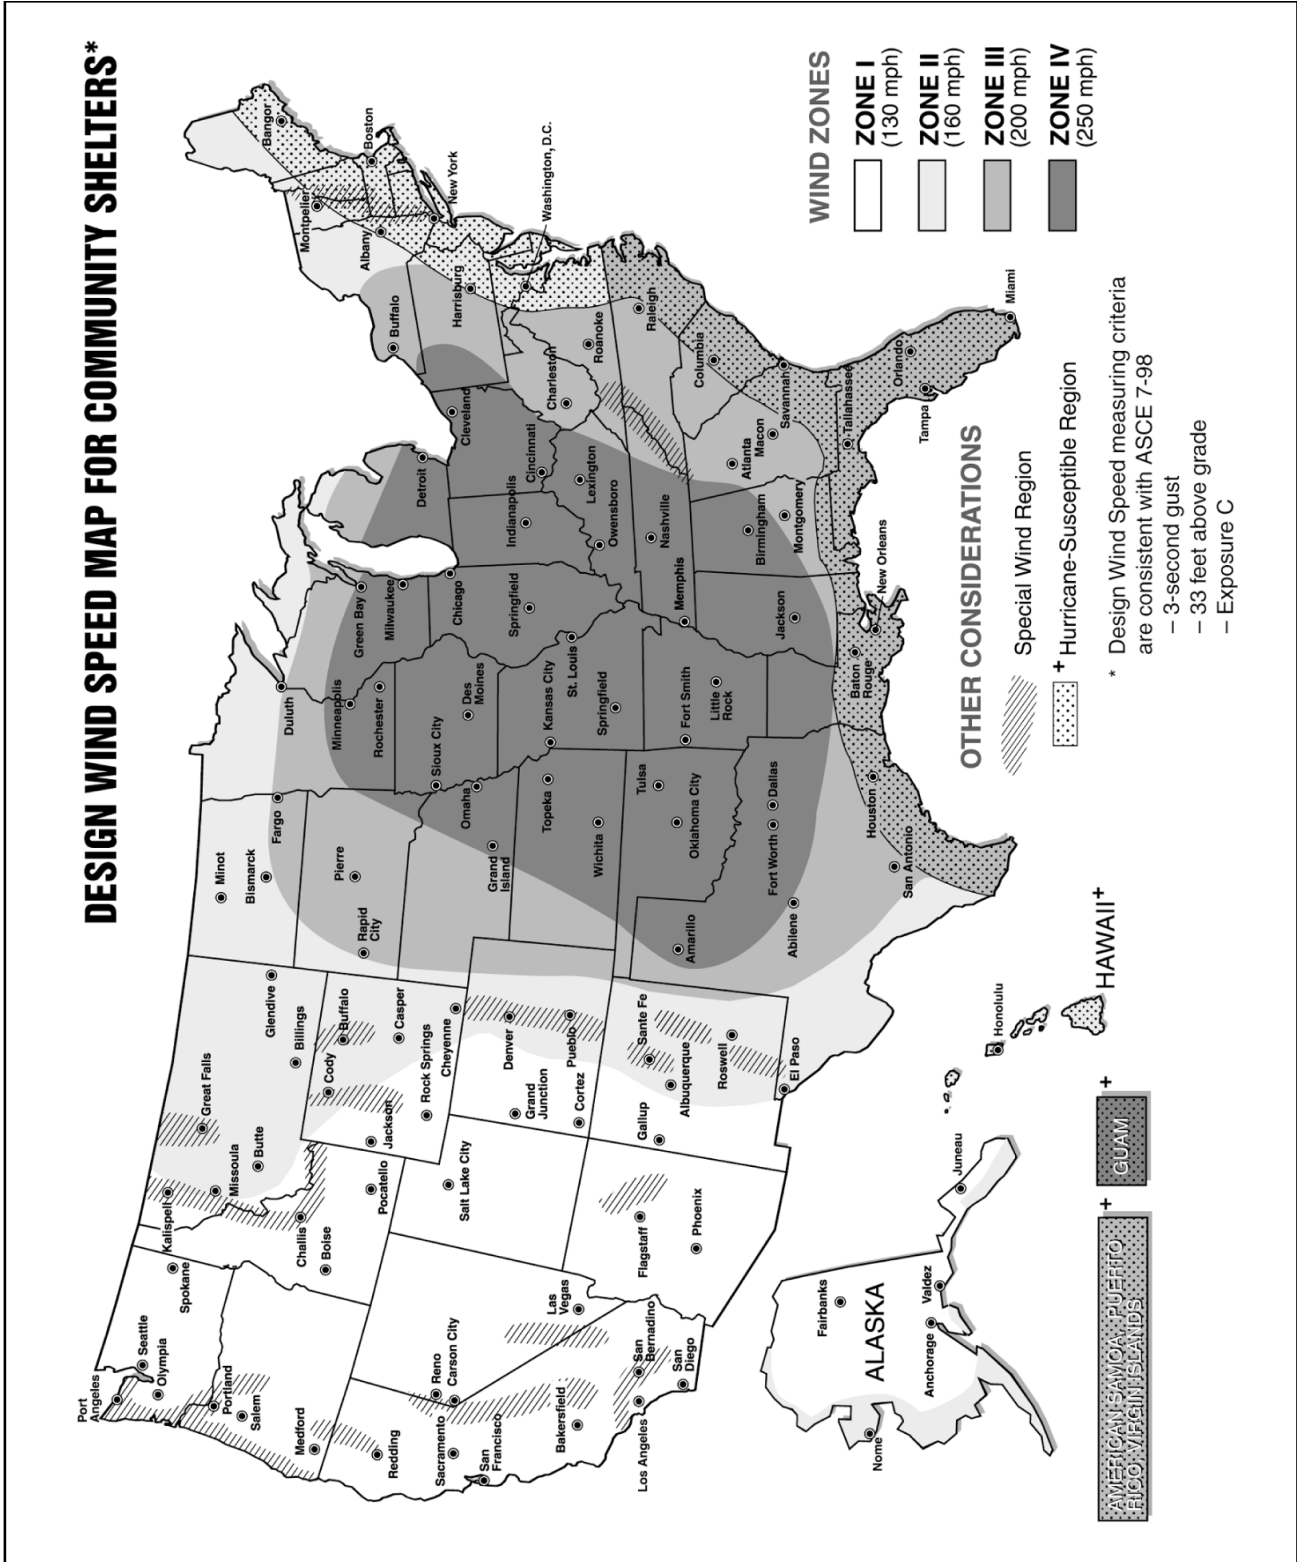 DESIGN WIND SPEED MAP FOR COMMUNITY SHELTERS*
Port
Angeles
Seattle
Olympia
Spokane
Kalispell
Great Falls
Missoula
Butte
Portland
Salem
Medford
Challis
Boise
Pocatello
Glendive
Billings
Cody
Buffalo
Casper
Jackson
Rock Springs
Cheyenne
Minot
Bismarck
Fargo
Pierre
Rapid
City
Duluth
Minneapolis
Rochester
Green Bay
Milwaukee
Sioux City
Des
Moines
Omaha
Grand
Island
Chicago
Springfield
Detroit
Cleveland
Indianapolis
Cincinnati
Buffalo
Harrisburg
Albany
Montpelier
Bangor
Boston
New York
Washington, D.C.
Redding
Reno
Carson City
Sacramento
San
Francisco
Bakersfield
Las
Vegas
Los Angeles
San
Bernadino
San
Diego
Salt Lake City
Grand
Junction
Denver
Pueblo
Cortez
Flagstaff
Phoenix
Gallup
Sante Fe
Albuquerque
Roswell
El Paso
Topeka
Wichita
Kansas City
St. Louis
Springfield
Tulsa
Oklahoma City
Amarillo
Fort Smith
Little
Rock
Fort Worth
Dallas
Abilene
San Antonio
Houston
Baton
Rouge
New Orleans
Jackson
Memphis
Nashville
Owensboro
Lexington
Charleston
Roanoke
Raleigh
Columbia
Savannah
Atlanta
Macon
Birmingham
Montgomery
Tallahassee
Orlando
Tampa
Miami
Fairbanks
ALASKA
Anchorage
Valdez
Nome
Juneau
Honolulu
HAWAII+
AMERICAN SAMOA, PUERTO
RICO, VIRGIN ISLANDS
+
GUAM
+
OTHER CONSIDERATIONS
Special Wind Region
+ Hurricane-Susceptible Region
* Design Wind Speed measuring criteria
are consistent with ASCE 7-98
– 3-second gust
– 33 feet above grade
– Exposure C
WIND ZONES
ZONE I
(130 mph)
ZONE II
(160 mph)
ZONE III
(200 mph)
ZONE IV
(250 mph)